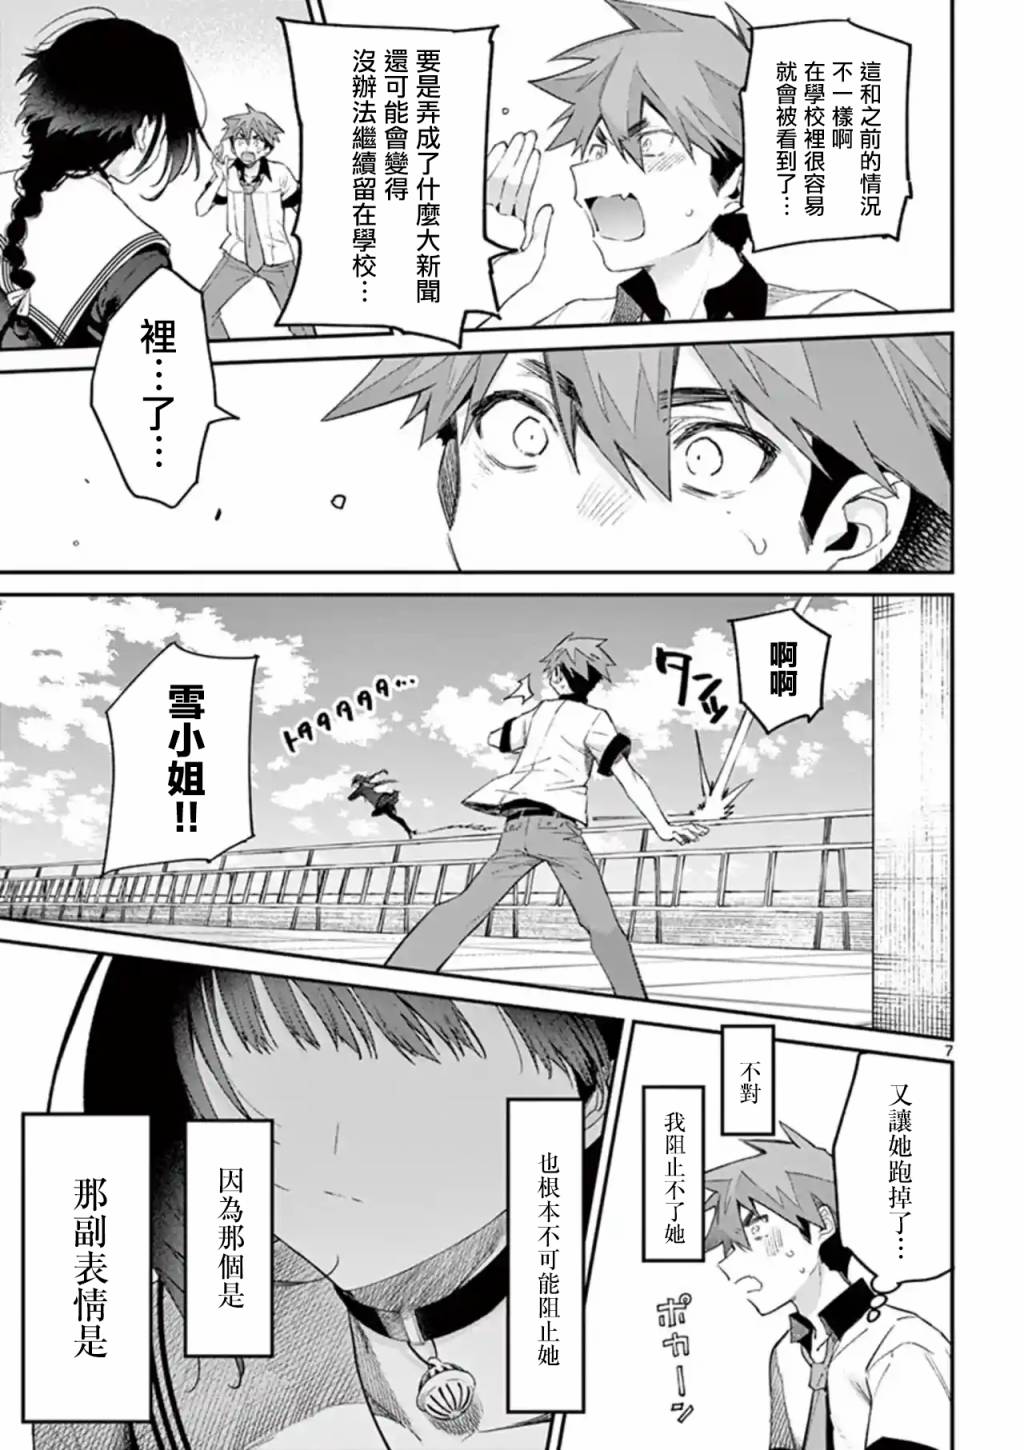 這和之前的情況
不一樣啊
在學校裡很容易
就會被看到了…
要是弄成了什麼大新聞
還可能會變得
沒辦法繼續留在學校…
裡…了…
啊啊
タンッ
トタタタタタ…
雪小姐!!
7
又讓她跑掉了…
不對
我阻止不了她
ポカーン
也根本不可能阻止她
因為那個是
那副表情是